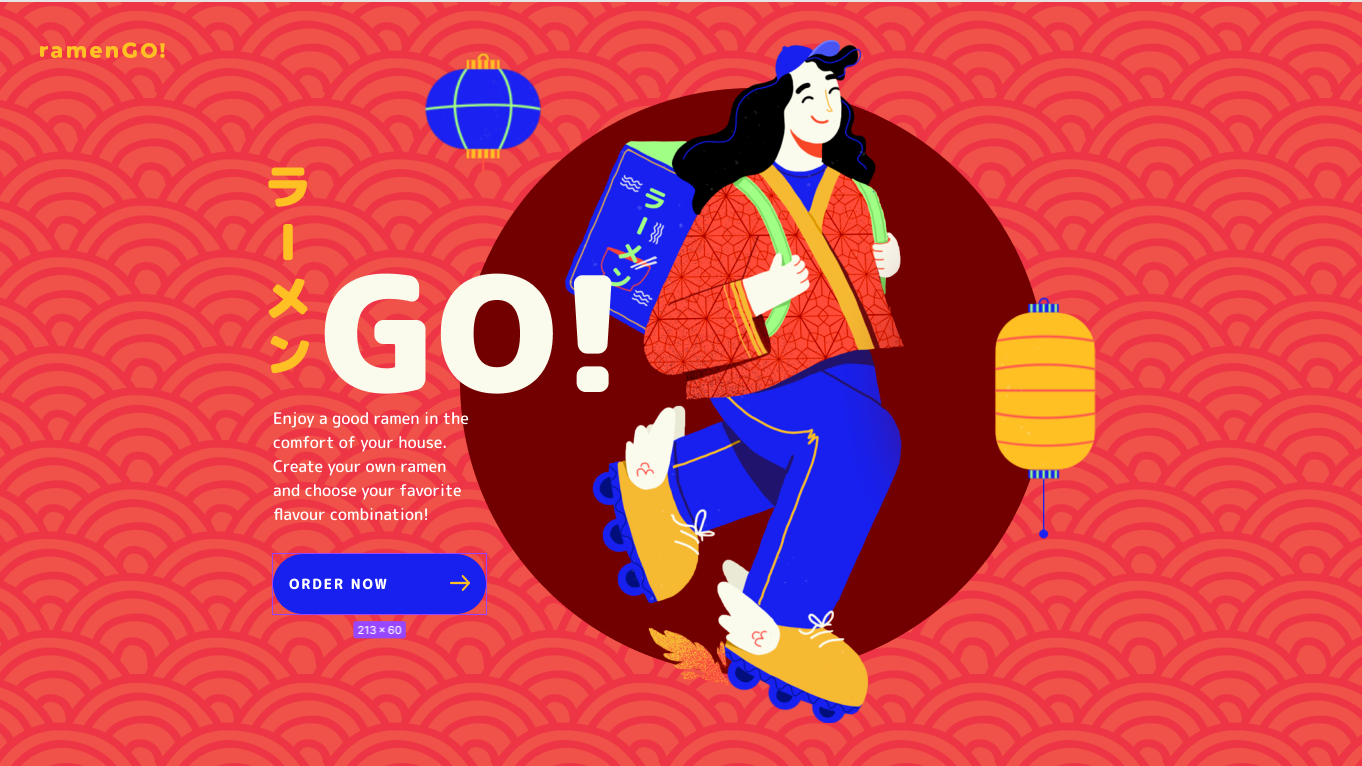 ramenGO!
ラーメン
GO!
ラーメン
Enjoy a good ramen in the
comfort of your house.
Create your own ramen
and choose your favorite
flavour combination!
ORDER NOW
213 × 60